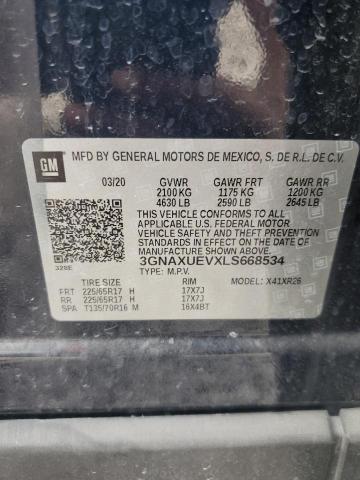 GM MFD BY GENERAL MOTORS DE MEXICO, S. DE R.L. DE C.V.
03/20 GVWR GAWR FRT GAWR RR
2100 KG 1175 KG 1200 KG
4630 LB 2590 LB 2645 LB
THIS VEHICLE CONFORMS TO ALL
APPLICABLE U.S. FEDERAL MOTOR
VEHICLE SAFETY AND THEFT PREVENTION
STANDARDS IN EFFECT ON THE DATE OF
MANUFACTURE SHOWN ABOVE.
3GNAXUEVXLS668534
328E TYPE: M.P.V. MODEL: X41XR26
TIRE SIZE RIM
FRT 225/65R17 H 17X7J
RR 225/65R17 H 17X7J
SPA T135/70R16 M 16X4BT